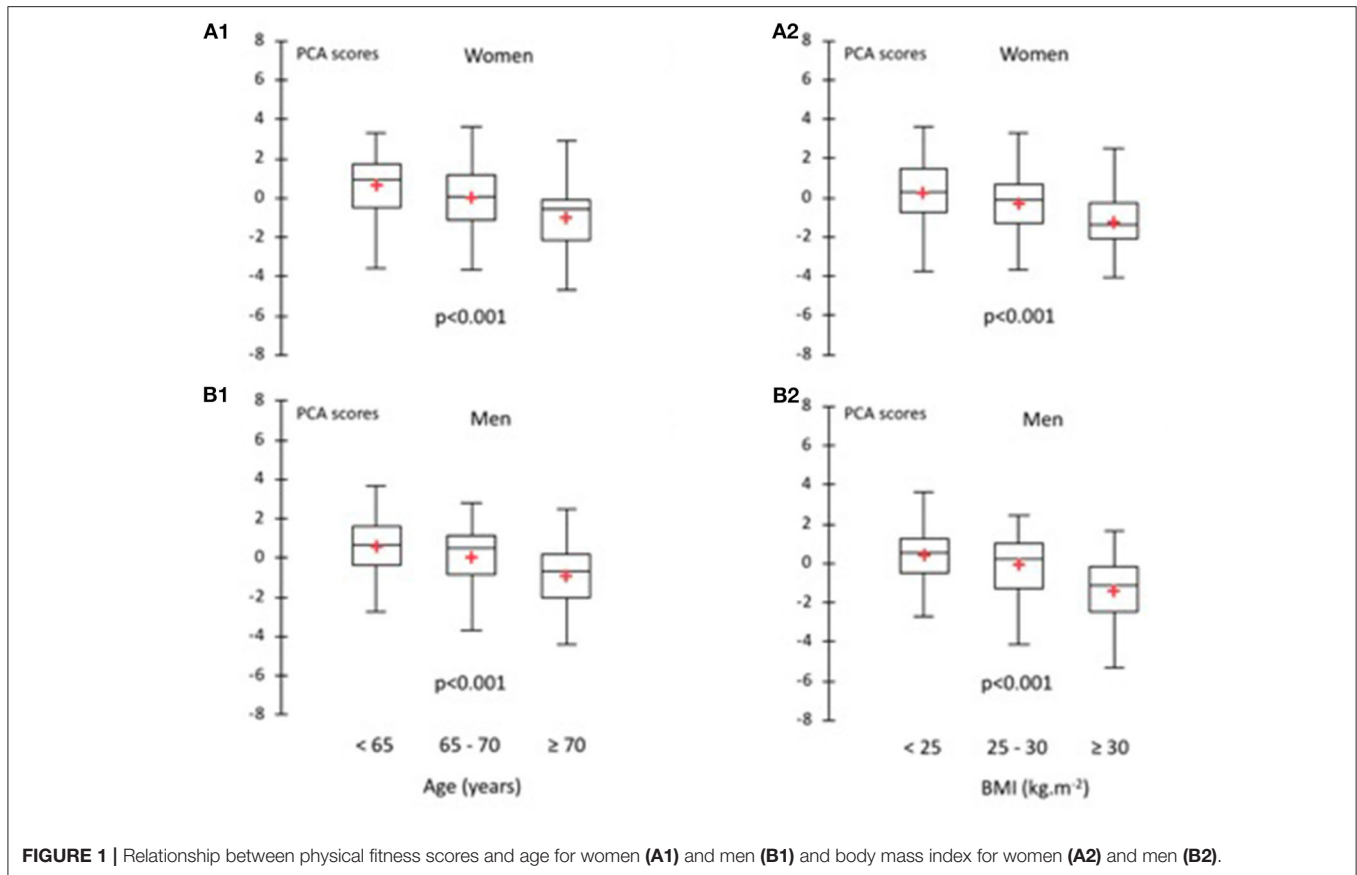 A1
PCA scores
Women
8
6
4
2
0
-2
-4
-6
-8
p<0.001
A2
PCA scores
Women
8
6
4
2
0
-2
-4
-6
-8
p<0.001
B1
PCA scores
Men
8
6
4
2
0
-2
-4
-6
-8
p<0.001
< 65 65 - 70 ≥ 70
Age (years)
B2
PCA scores
Men
8
6
4
2
0
-2
-4
-6
-8
p<0.001
< 25 25 - 30 ≥ 30
BMI (kg.m⁻²)
FIGURE 1 | Relationship between physical fitness scores and age for women (A1) and men (B1) and body mass index for women (A2) and men (B2).